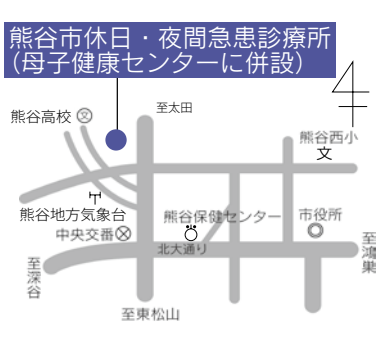 熊谷市休日・夜間急患診療所
(母子健康センターに併設)
熊谷高校
文
至太田
熊谷西小
文
熊谷地方気象台
中央交番
熊谷保健センター
市役所
北大通り
至深谷
至鴻巣
至東松山